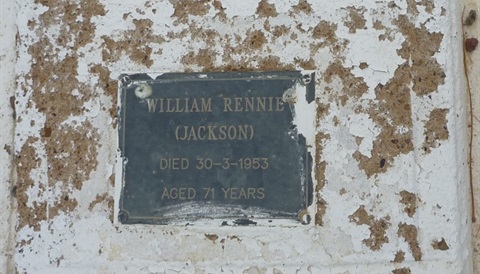 WILLIAM RENNIE
(JACKSON)
DIED 30-3-1953
AGED 71 YEARS